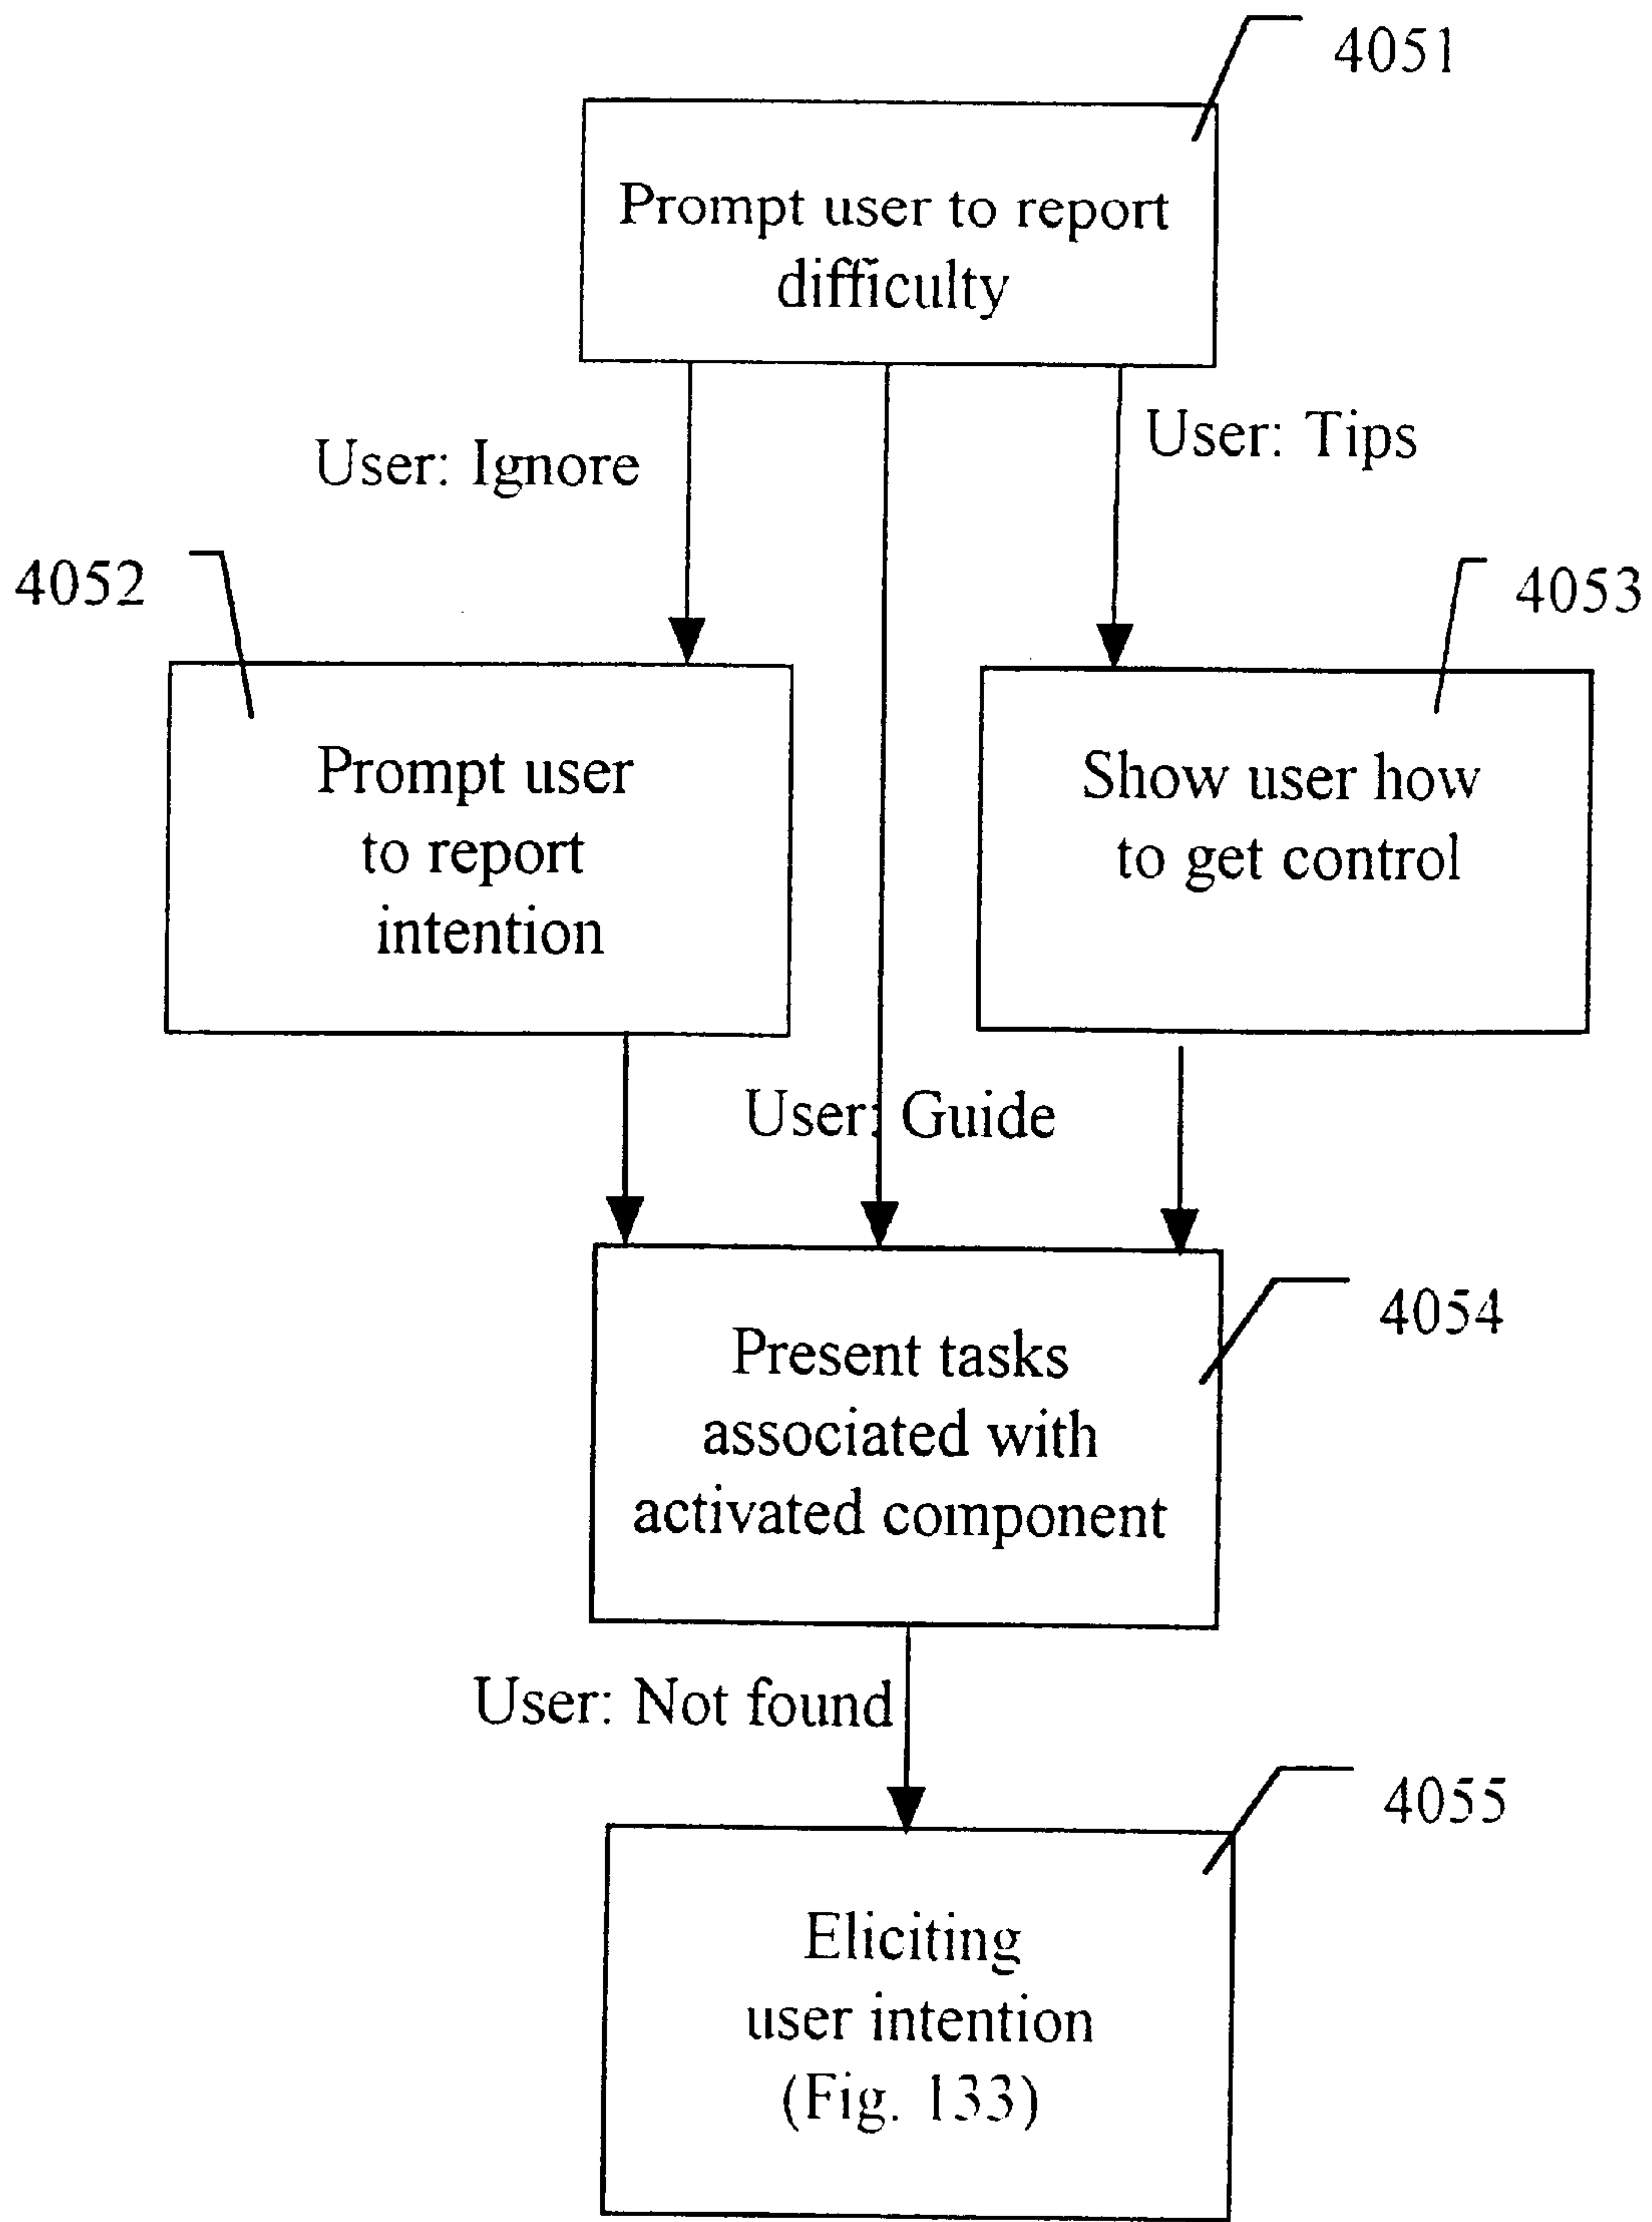 4051
Prompt user to report
difficulty
User: Ignore
User: Tips
4052
4053
Prompt user
to report
intention
Show user how
to get control
User: Guide
4054
Present tasks
associated with
activated component
User: Not found
4055
Eliciting
user intention
(Fig. 133)